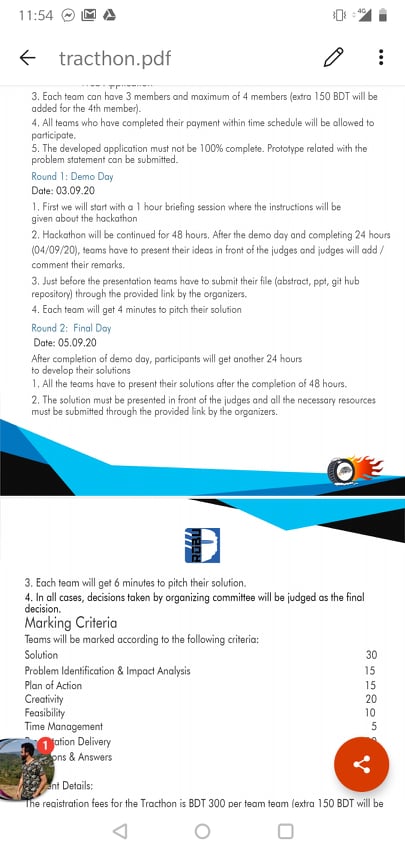 11:54
4G
tracthon.pdf
3. Each team can have 3 members and maximum of 4 members (extra 150 BDT will be
added for the 4th member).
4. All teams who have completed their payment within time schedule will be allowed to
participate.
5. The developed application must not be 100% complete. Prototype related with the
problem statement can be submitted.
Round 1: Demo Day
Date: 03.09.20
1. First we will start with a 1 hour briefing session where the instructions will be
given about the hackathon
2. Hackathon will be continued for 48 hours. After the demo day and completing 24 hours
(04/09/20), teams have to present their ideas in front of the judges and judges will add /
comment their remarks.
3. Just before the presentation teams have to submit their file (abstract, ppt, git hub
repository) through the provided link by the organizers.
4. Each team will get 4 minutes to pitch their solution
Round 2: Final Day
Date: 05.09.20
After completion of demo day, participants will get another 24 hours
to develop their solutions
1. All the teams have to present their solutions after the completion of 48 hours.
2. The solution must be presented in front of the judges and all the necessary resources
must be submitted through the provided link by the organizers.
ROBU
3. Each team will get 6 minutes to pitch their solution.
4. In all cases, decisions taken by organizing committee will be judged as the final
decision.
Marking Criteria
Teams will be marked according to the following criteria:
Solution 30
Problem Identification & Impact Analysis 15
Plan of Action 15
Creativity 20
Feasibility 10
Time Management 5
tation Delivery
ons & Answers
1
nt Details:
The registration fees for the Tracthon is BDT 300 per team team (extra 150 BDT will be